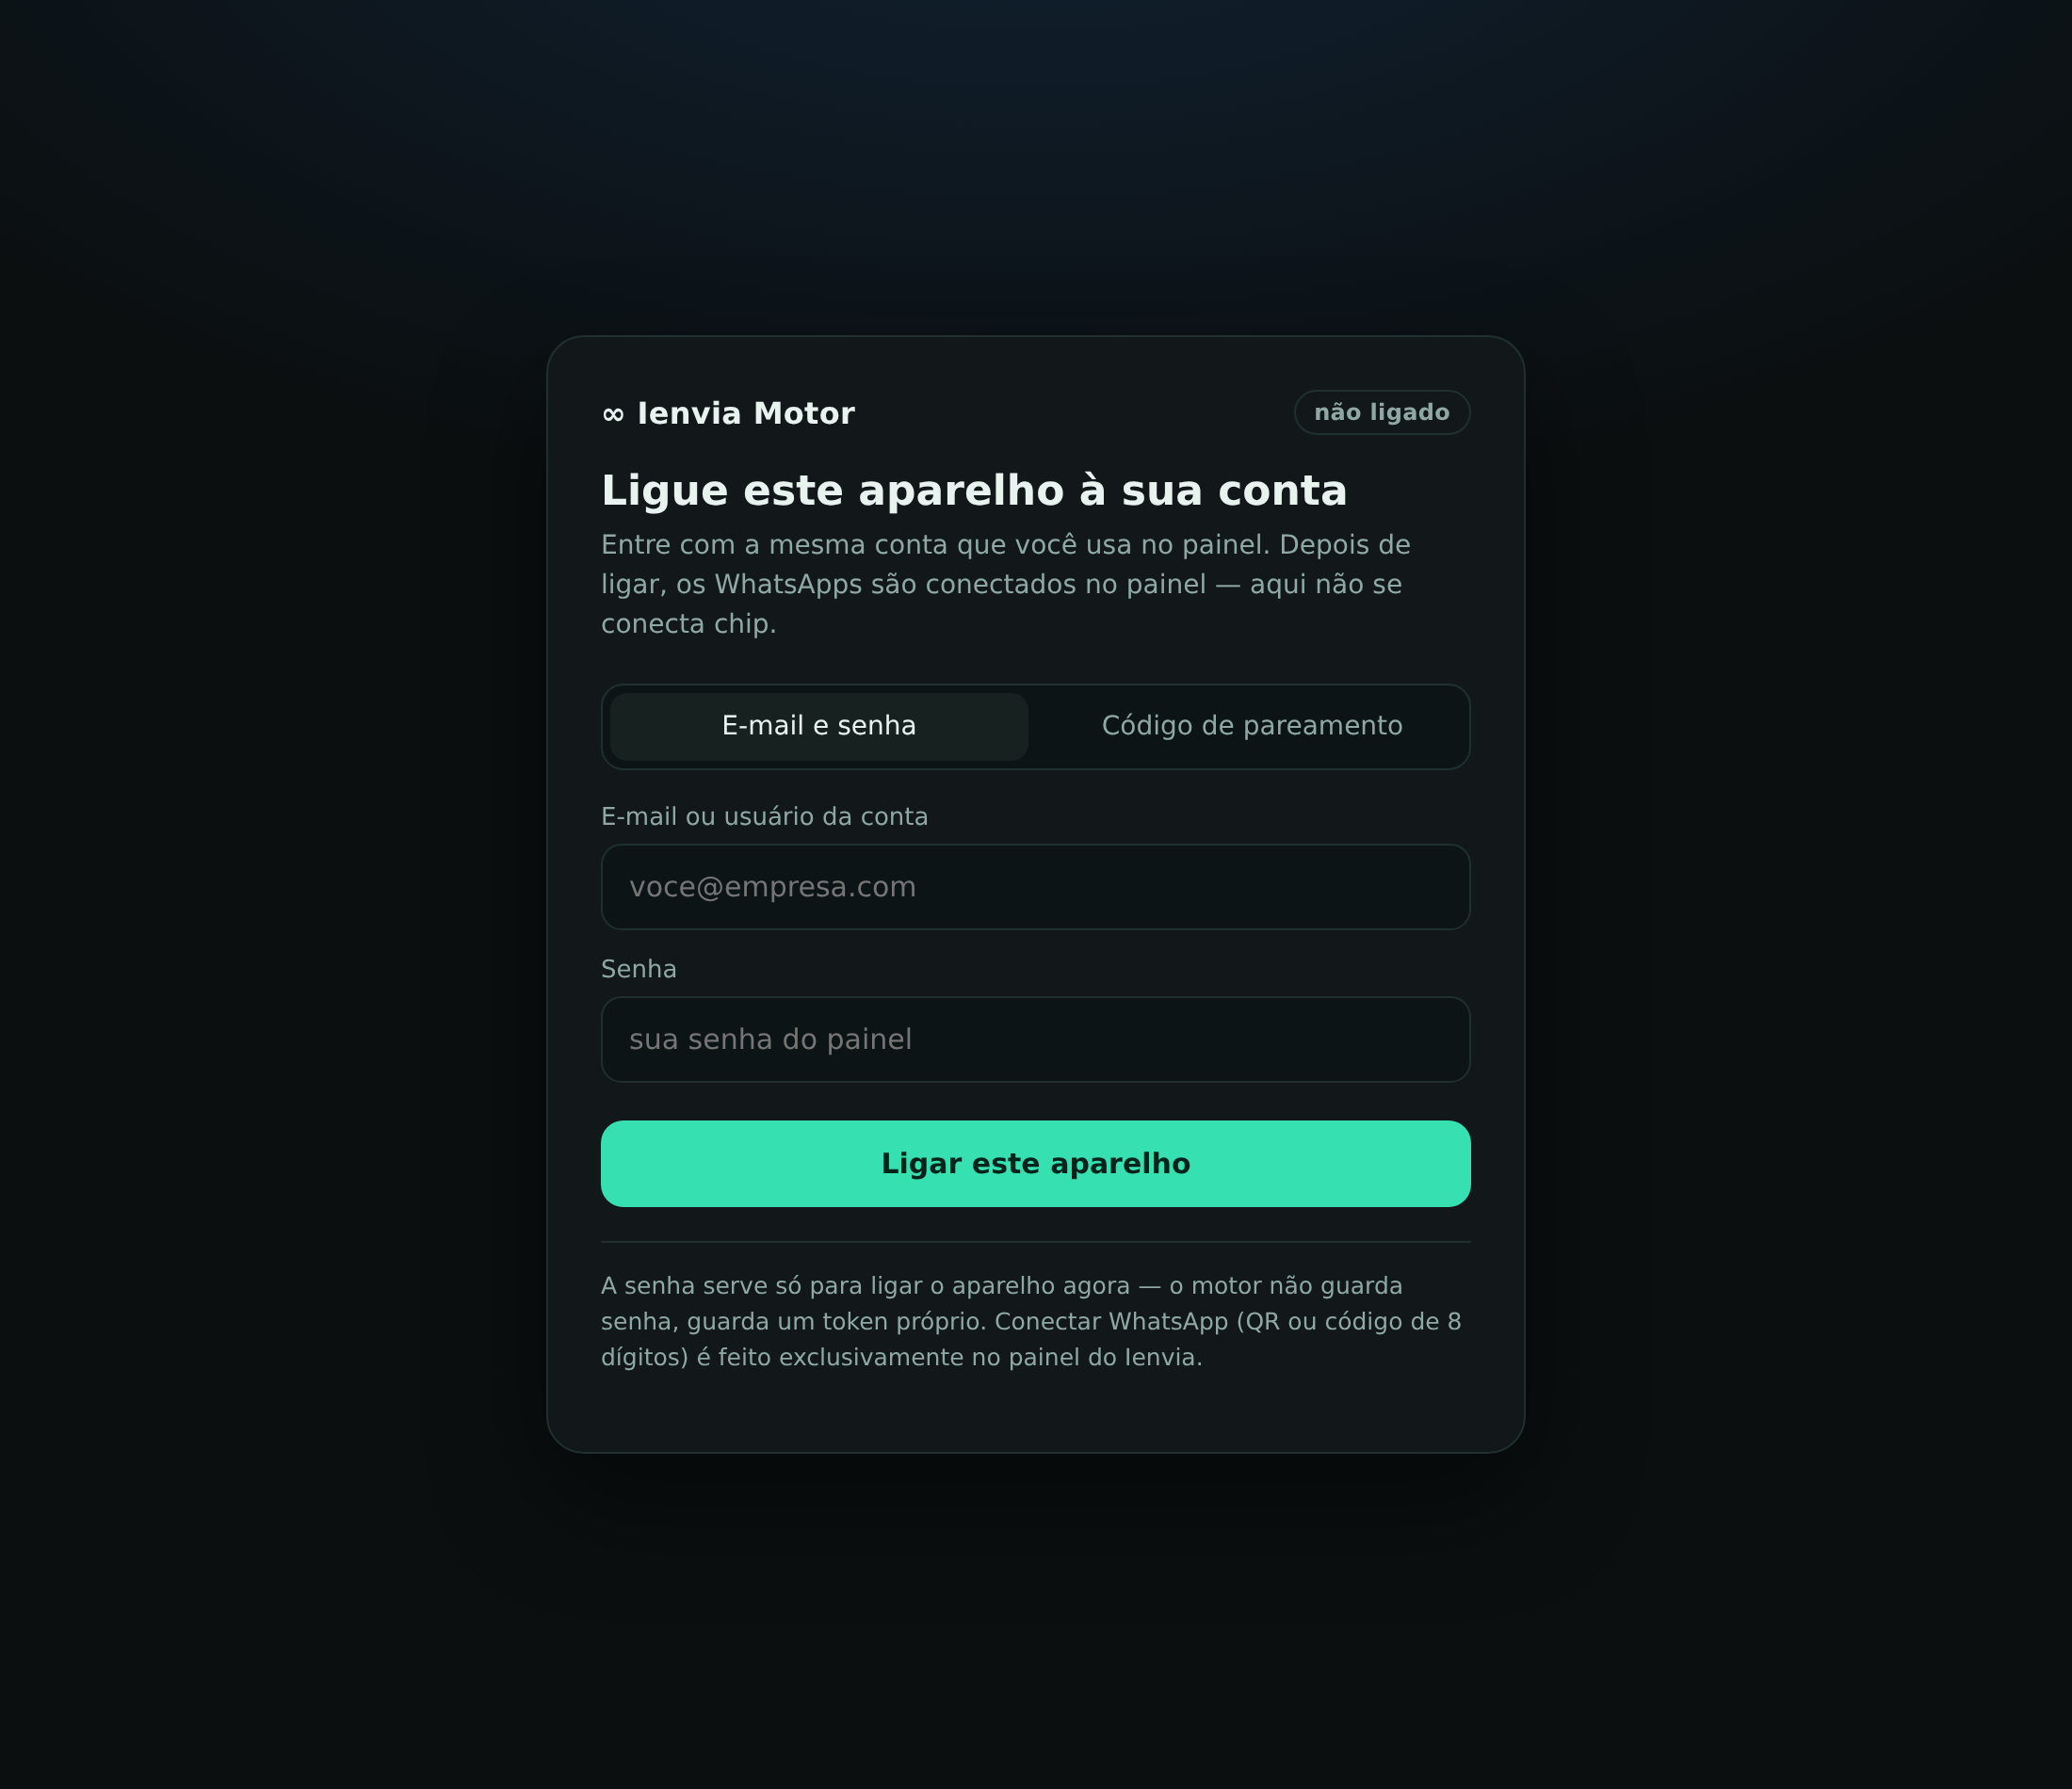 ∞ Ienvia Motor
não ligado
Ligue este aparelho à sua conta
Entre com a mesma conta que você usa no painel. Depois de
ligar, os WhatsApps são conectados no painel — aqui não se
conecta chip.
E-mail e senha
Código de pareamento
E-mail ou usuário da conta
voce@empresa.com
Senha
sua senha do painel
Ligar este aparelho
A senha serve só para ligar o aparelho agora — o motor não guarda
senha, guarda um token próprio. Conectar WhatsApp (QR ou código de 8
dígitos) é feito exclusivamente no painel do Ienvia.